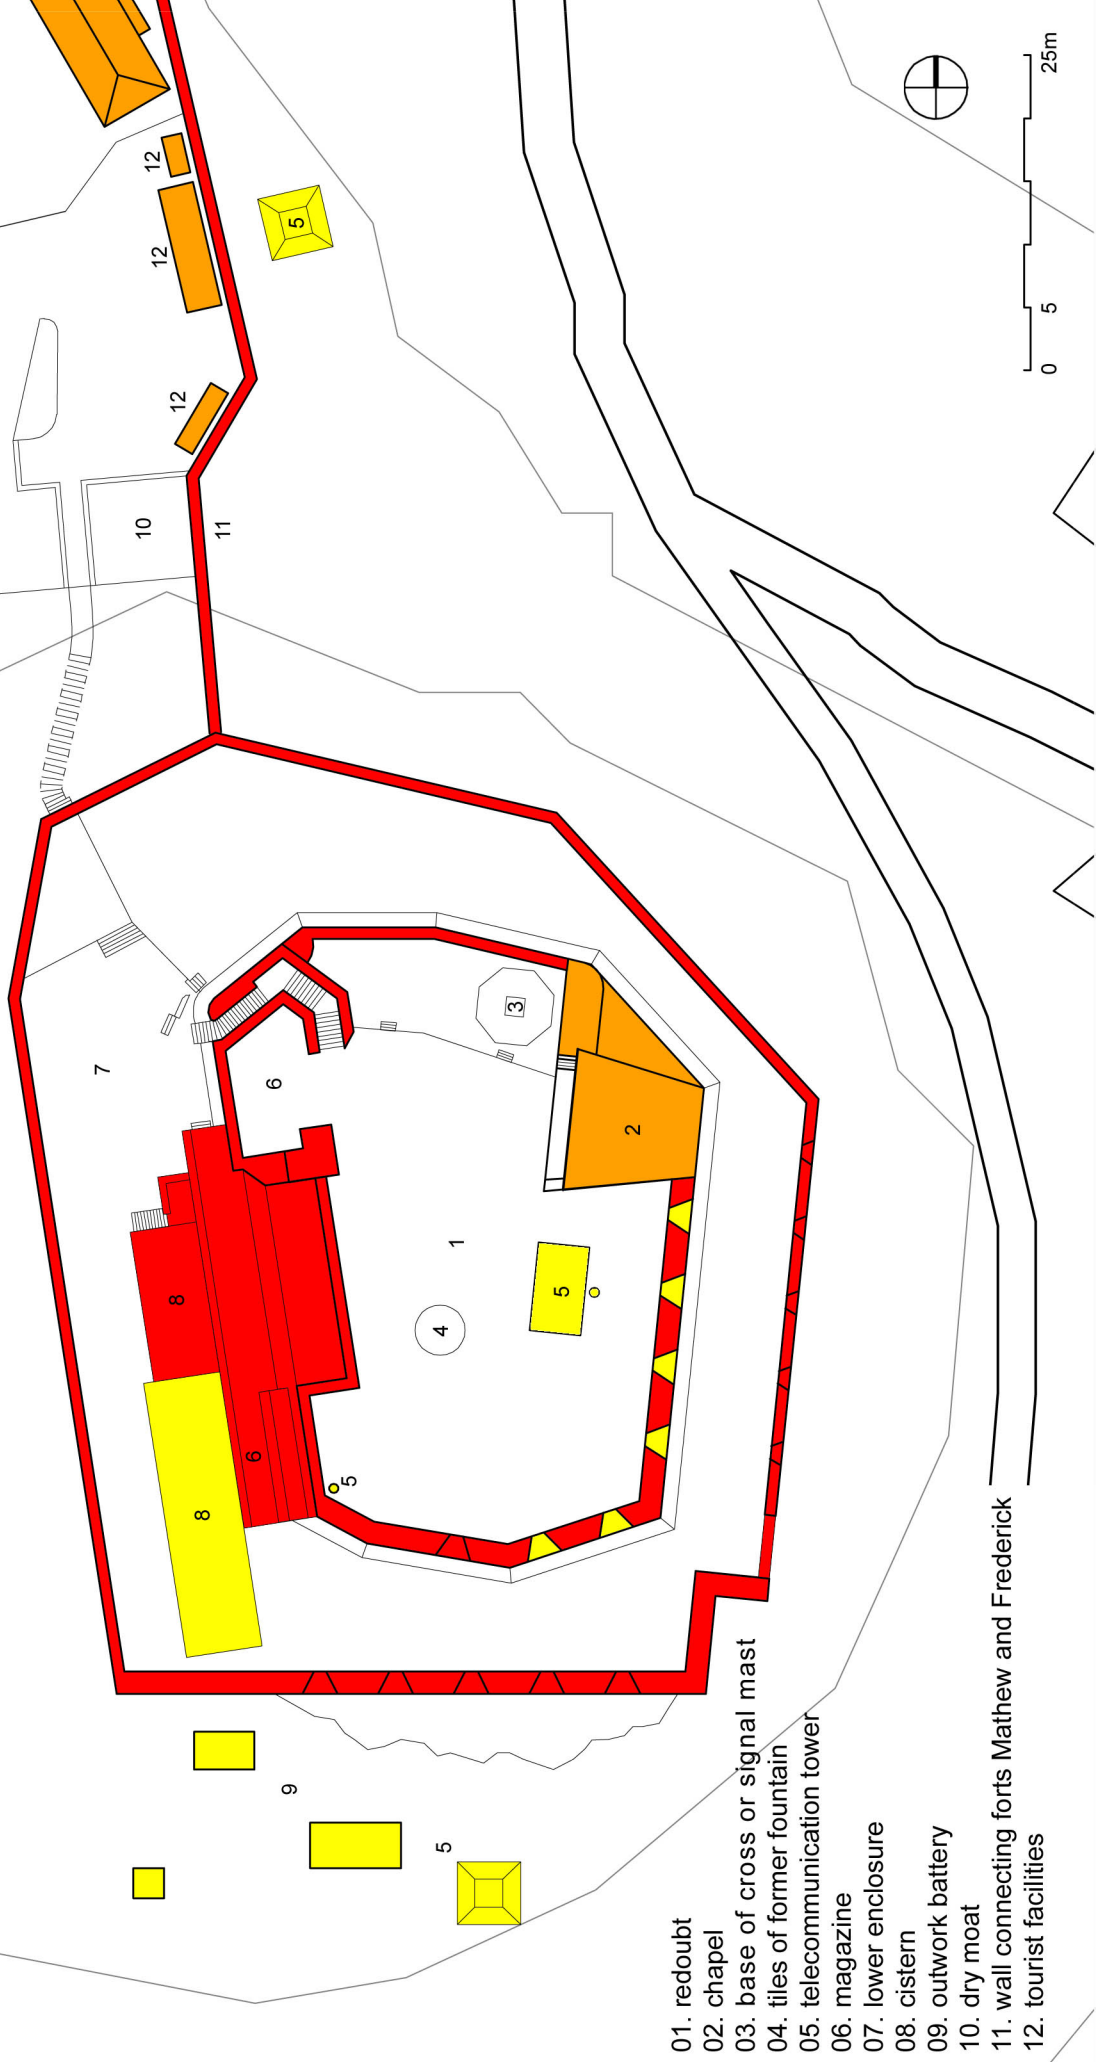 12
12
5
12
10
11
7
6
3
2
1
8
4
5
6
5
8
9
5
0
5
25m
01. redoubt
02. chapel
03. base of cross or signal mast
04. tiles of former fountain
05. telecommunication tower
06. magazine
07. lower enclosure
08. cistern
09. outwork battery
10. dry moat
11. wall connecting forts Mathew and Frederick
12. tourist facilities